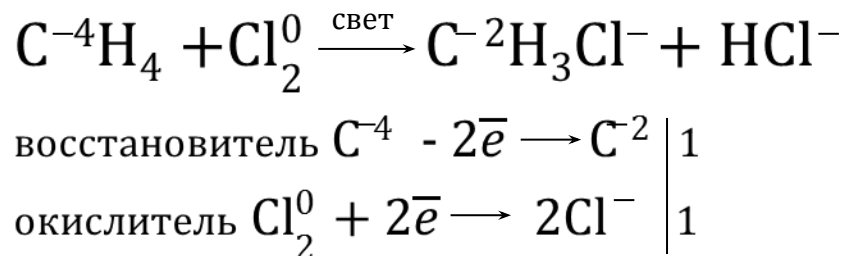 C⁻⁴H₄ + Cl₂⁰ —свет→ C⁻²H₃Cl⁻ + HCl⁻
восстановитель C⁻⁴ - 2e̅ ⟶ C⁻² | 1
окислитель Cl₂⁰ + 2e̅ ⟶ 2Cl⁻ | 1